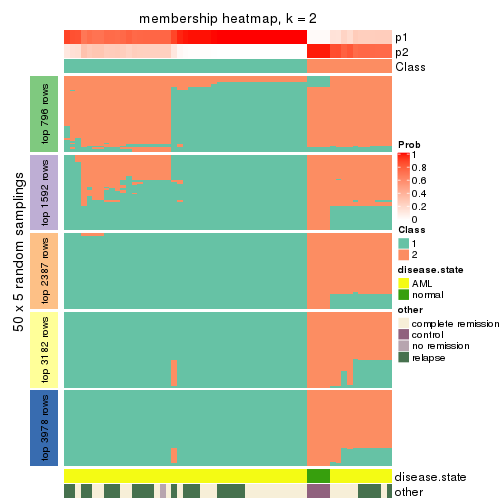 membership heatmap, k = 2
p1
p2
Class
50 x 5 random samplings
top 796 rows
top 1592 rows
top 2387 rows
top 3182 rows
top 3978 rows
Prob
1
0.8
0.6
0.4
0.2
0
Class
1
2
disease.state
AML
normal
other
complete remission
control
no remission
relapse
disease.state
other